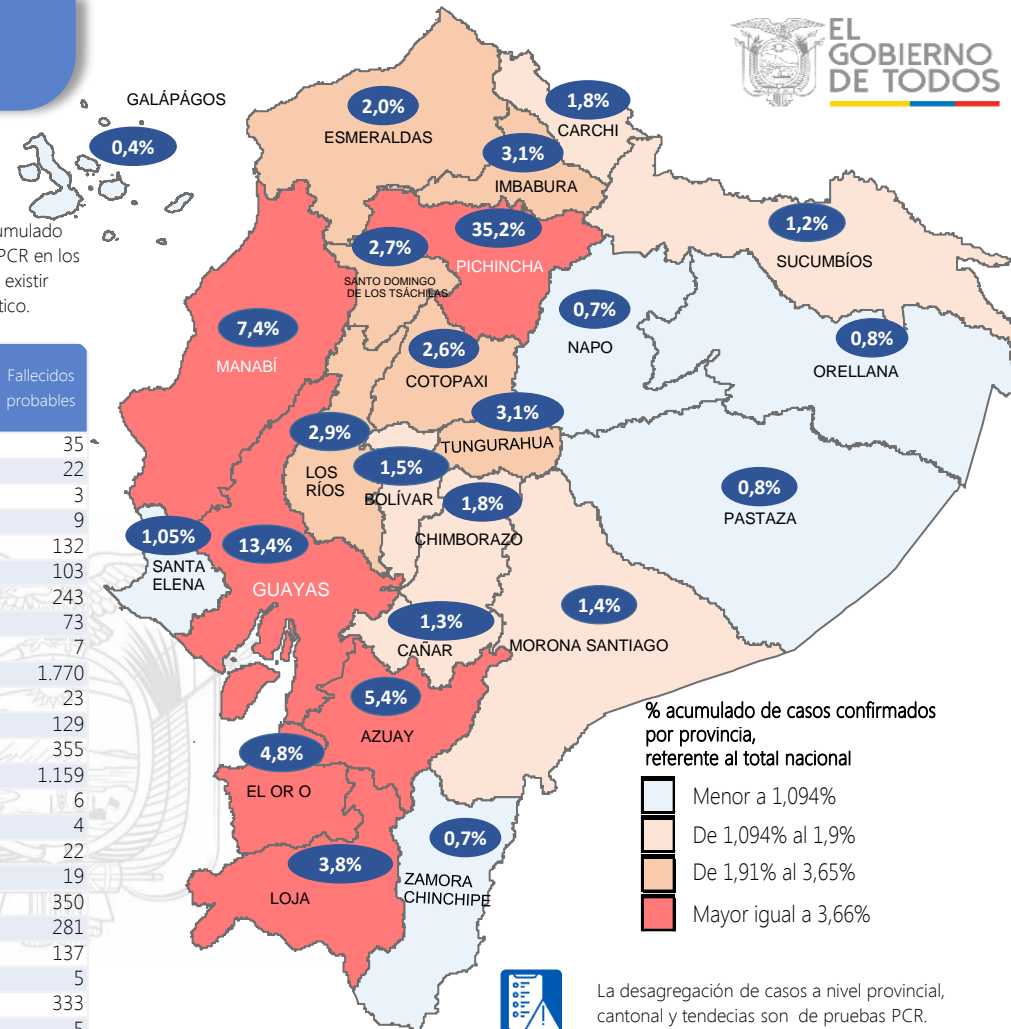 EL
GOBIERNO
DE TODOS
GALÁPÁGOS
0,4%
2,0%
ESMERALDAS
1,8%
CARCHI
3,1%
IMBABURA
umulado
PCR en los
existir
tico.
35,2%
PICHINCHA
2,7%
SANTO DOMINGO
DE LOS TSÁCHILAS
1,2%
SUCUMBÍOS
7,4%
MANABÍ
0,7%
NAPO
0,8%
ORELLANA
2,6%
COTOPAXI
3,1%
TUNGURAHUA
2,9%
LOS
RÍOS
1,5%
BOLÍVAR
1,8%
CHIMBORAZO
0,8%
PASTAZA
1,05%
SANTA
ELENA
13,4%
GUAYAS
1,3%
CAÑAR
1,4%
MORONA SANTIAGO
5,4%
AZUAY
4,8%
EL OR O
3,8%
LOJA
0,7%
ZAMORA
CHINCHIPE
Fallecidos
probables
35
22
3
9
132
103
243
73
7
1.770
23
129
355
1.159
6
4
22
19
350
281
137
5
333
5
% acumulado de casos confirmados
por provincia,
referente al total nacional
Menor a 1,094%
De 1,094% al 1,9%
De 1,91% al 3,65%
Mayor igual a 3,66%
La desagregación de casos a nivel provincial,
cantonal y tendecias son de pruebas PCR.